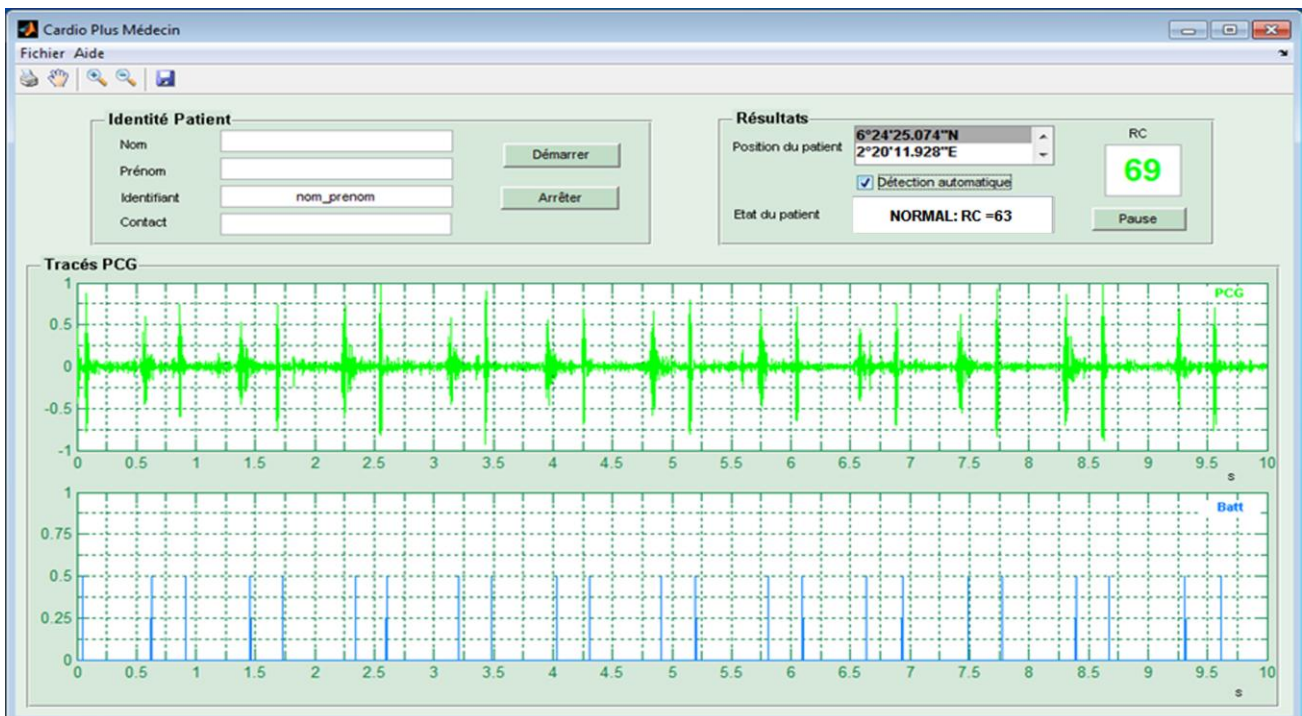 Cardio Plus Médecin
Fichier Aide
Identité Patient
Nom
Prénom
Identifiant nom_prenom
Contact
Démarrer
Arrêter
Résultats
Position du patient
6°24'25.074"N
2°20'11.928"E
Détection automatique
Etat du patient NORMAL: RC =63
RC
69
Pause
Tracés PCG
PCG
1
0.5
0
-0.5
-1
0 0.5 1 1.5 2 2.5 3 3.5 4 4.5 5 5.5 6 6.5 7 7.5 8 8.5 9 9.5 10
s
Batt
1
0.75
0.5
0.25
0
0 0.5 1 1.5 2 2.5 3 3.5 4 4.5 5 5.5 6 6.5 7 7.5 8 8.5 9 9.5 10
s